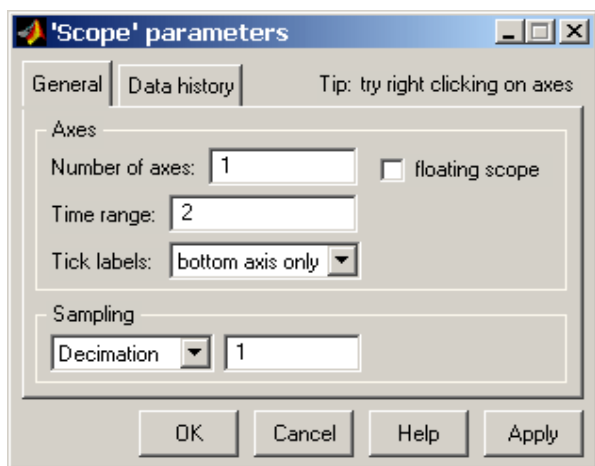 'Scope' parameters
General Data history Tip: try right clicking on axes
Axes
Number of axes: 1 floating scope
Time range: 2
Tick labels: bottom axis only
Sampling
Decimation 1
OK Cancel Help Apply